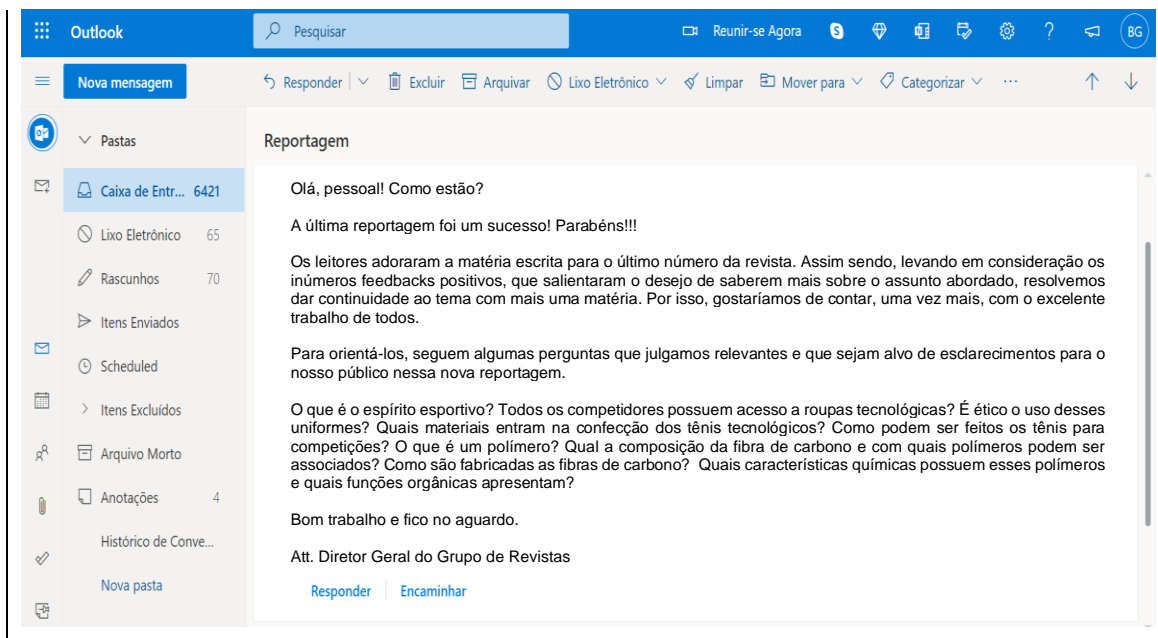 Outlook
Pesquisar
Reunir-se Agora
BG
Nova mensagem
Responder
Excluir
Arquivar
Lixo Eletrônico
Limpar
Mover para
Categorizar
Pastas
Caixa de Entr... 6421
Lixo Eletrônico 65
Rascunhos 70
Itens Enviados
Scheduled
Itens Excluídos
Arquivo Morto
Anotações 4
Histórico de Conve...
Nova pasta
Reportagem
Olá, pessoal! Como estão?
A última reportagem foi um sucesso! Parabéns!!!
Os leitores adoraram a matéria escrita para o último número da revista. Assim sendo, levando em consideração os
inúmeros feedbacks positivos, que salientaram o desejo de saberem mais sobre o assunto abordado, resolvemos
dar continuidade ao tema com mais uma matéria. Por isso, gostaríamos de contar, uma vez mais, com o excelente
trabalho de todos.
Para orientá-los, seguem algumas perguntas que julgamos relevantes e que sejam alvo de esclarecimentos para o
nosso público nessa nova reportagem.
O que é o espírito esportivo? Todos os competidores possuem acesso a roupas tecnológicas? É ético o uso desses
uniformes? Quais materiais entram na confecção dos tênis tecnológicos? Como podem ser feitos os tênis para
competições? O que é um polímero? Qual a composição da fibra de carbono e com quais polímeros podem ser
associados? Como são fabricadas as fibras de carbono? Quais características químicas possuem esses polímeros
e quais funções orgânicas apresentam?
Bom trabalho e fico no aguardo.
Att. Diretor Geral do Grupo de Revistas
Responder
Encaminhar